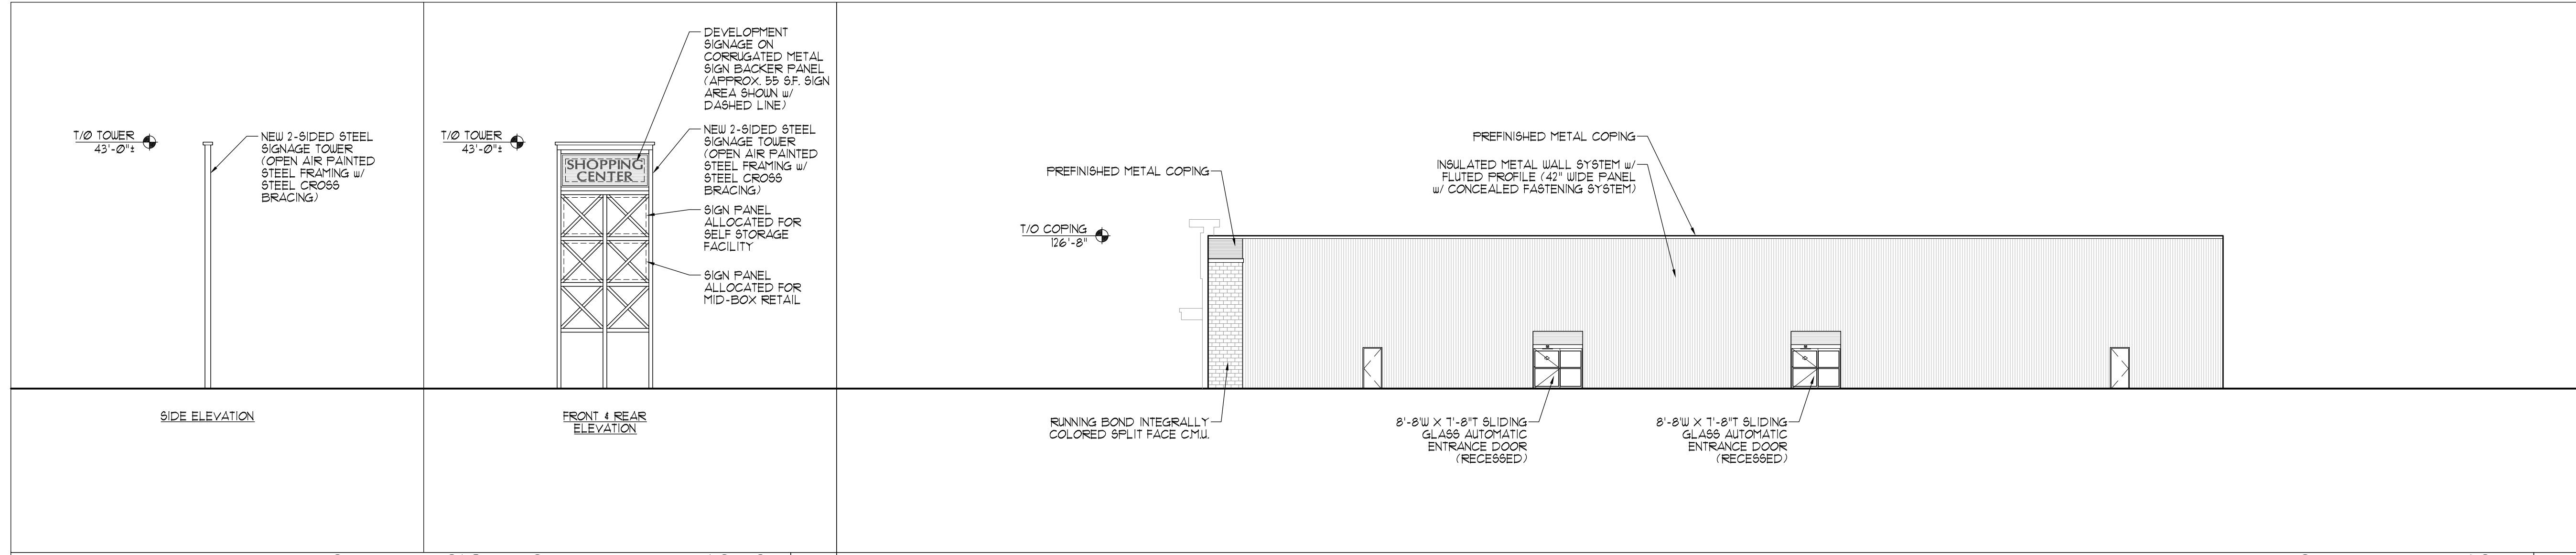 T/Ø TOWER
43'-Ø"±
NEW 2-SIDED STEEL
SIGNAGE TOWER
(OPEN AIR PAINTED
STEEL FRAMING w/
STEEL CROSS
BRACING)
SIDE ELEVATION
DEVELOPMENT
SIGNAGE ON
CORRUGATED METAL
SIGN BACKER PANEL
(APPROX. 55 S.F. SIGN
AREA SHOWN w/
DASHED LINE)
T/Ø TOWER
43'-Ø"±
SHOPPING
CENTER
NEW 2-SIDED STEEL
SIGNAGE TOWER
(OPEN AIR PAINTED
STEEL FRAMING w/
STEEL CROSS
BRACING)
SIGN PANEL
ALLOCATED FOR
SELF STORAGE
FACILITY
SIGN PANEL
ALLOCATED FOR
MID-BOX RETAIL
FRONT & REAR
ELEVATION
PREFINISHED METAL COPING
T/O COPING
126'-8"
PREFINISHED METAL COPING
INSULATED METAL WALL SYSTEM w/
FLUTED PROFILE (42" WIDE PANEL
w/ CONCEALED FASTENING SYSTEM)
RUNNING BOND INTEGRALLY
COLORED SPLIT FACE C.M.U.
8'-8"W X 7'-8"T SLIDING
GLASS AUTOMATIC
ENTRANCE DOOR
(RECESSED)
8'-8"W X 7'-8"T SLIDING
GLASS AUTOMATIC
ENTRANCE DOOR
(RECESSED)